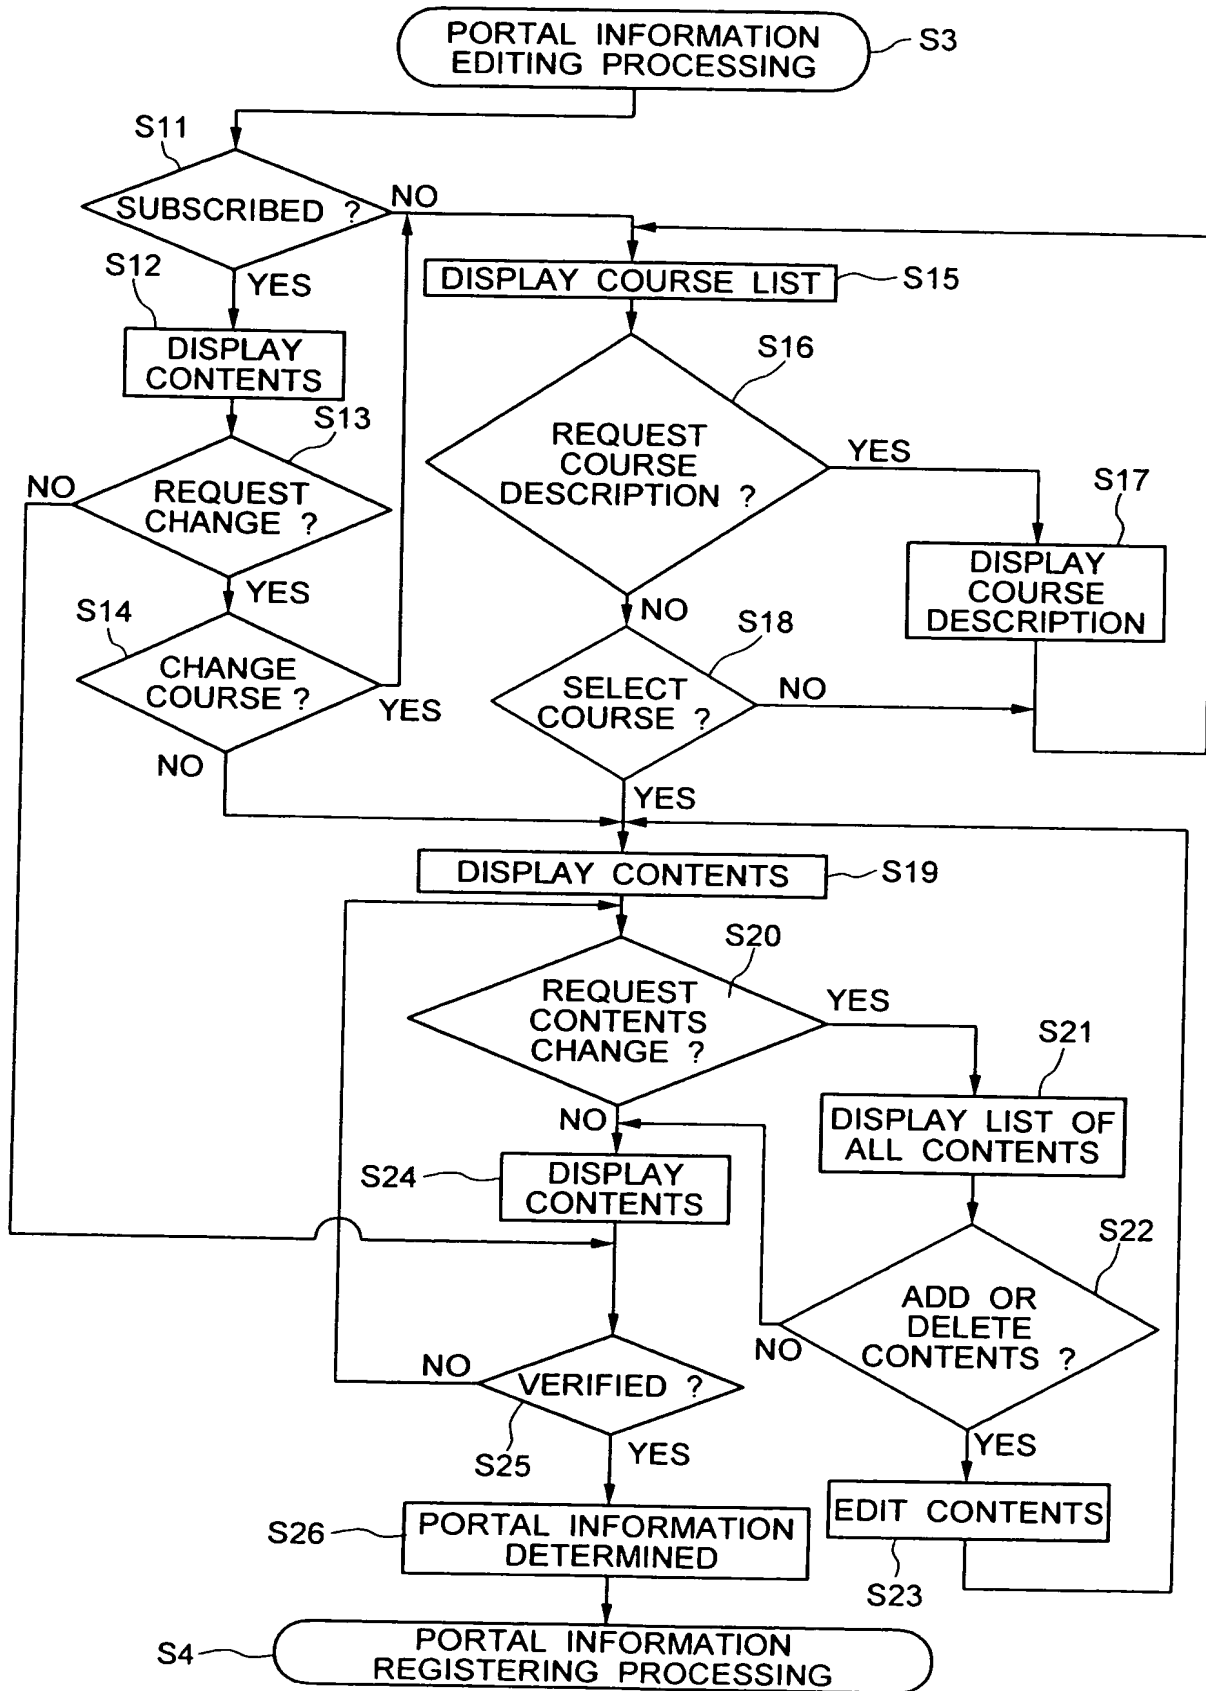 PORTAL INFORMATION
EDITING PROCESSING
S3
S11
SUBSCRIBED ?
NO
YES
S12
DISPLAY
CONTENTS
S13
NO
REQUEST
CHANGE ?
YES
S14
CHANGE
COURSE ?
YES
NO
DISPLAY COURSE LIST
S15
S16
REQUEST
COURSE
DESCRIPTION ?
YES
NO
S17
DISPLAY
COURSE
DESCRIPTION
S18
SELECT
COURSE ?
NO
YES
DISPLAY CONTENTS
S19
S20
REQUEST
CONTENTS
CHANGE ?
YES
NO
S21
DISPLAY LIST OF
ALL CONTENTS
S24
DISPLAY
CONTENTS
S22
ADD OR
DELETE
CONTENTS ?
NO
YES
NO
VERIFIED ?
S25
YES
EDIT CONTENTS
S23
S26
PORTAL INFORMATION
DETERMINED
S4
PORTAL INFORMATION
REGISTERING PROCESSING